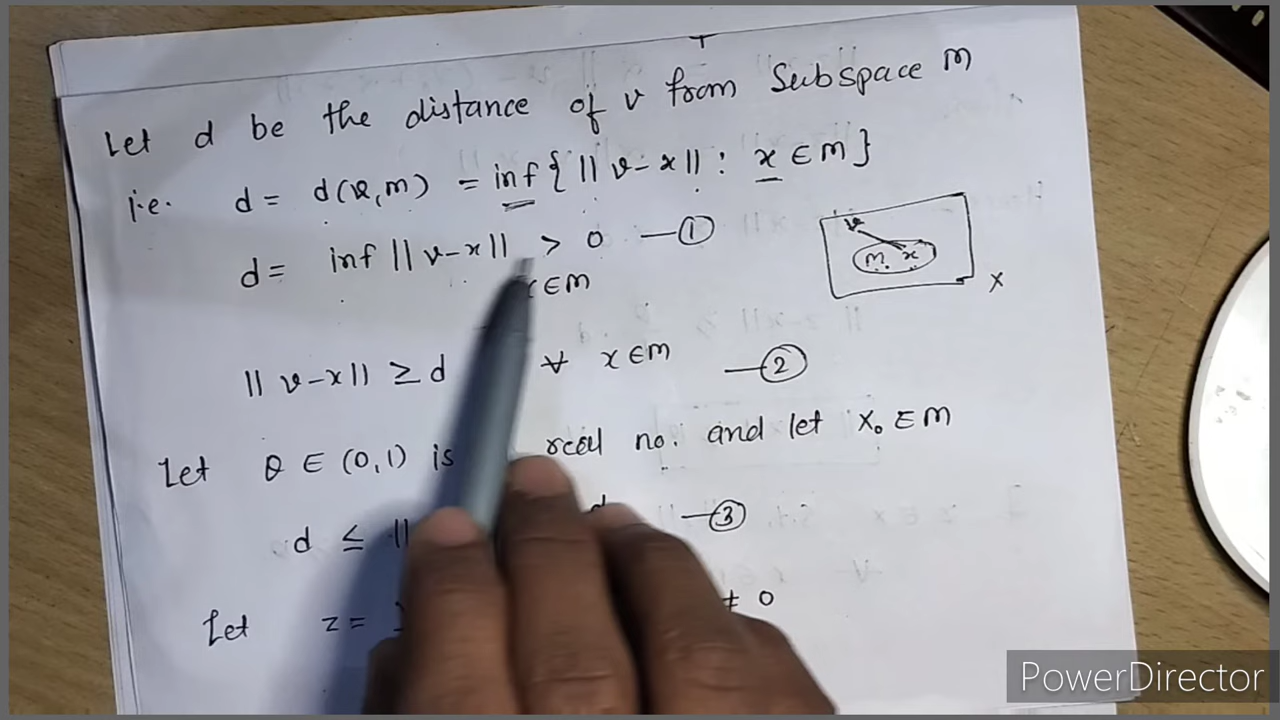 Let d be the distance of v from Subspace M
i.e. d = d(v,M) = inf{ ||v-x|| : x ∈ M }
d = inf ||v-x|| > 0 —①
x ∈ M
v
M x
X
||v-x|| ≥ d ∀ x ∈ M —②
Let θ ∈ (0,1) is real no. and let x₀ ∈ M
d ≤ || d —③
Let z = ≠ 0
PowerDirector